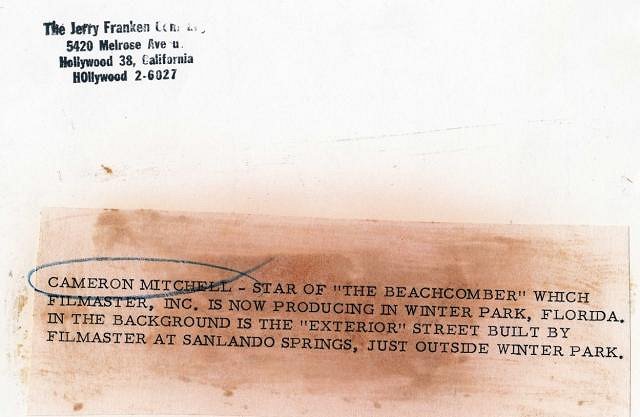 The Jerry Franken
5420 Melrose
Hollywood 38, California
HOllywood 2-6027
CAMERON MITCHELL - STAR OF "THE BEACHCOMBER" WHICH
FILMASTER, INC. IS NOW PRODUCING IN WINTER PARK, FLORIDA.
IN THE BACKGROUND IS THE "EXTERIOR" STREET BUILT BY
FILMASTER AT SANLANDO SPRINGS, JUST OUTSIDE WINTER PARK.